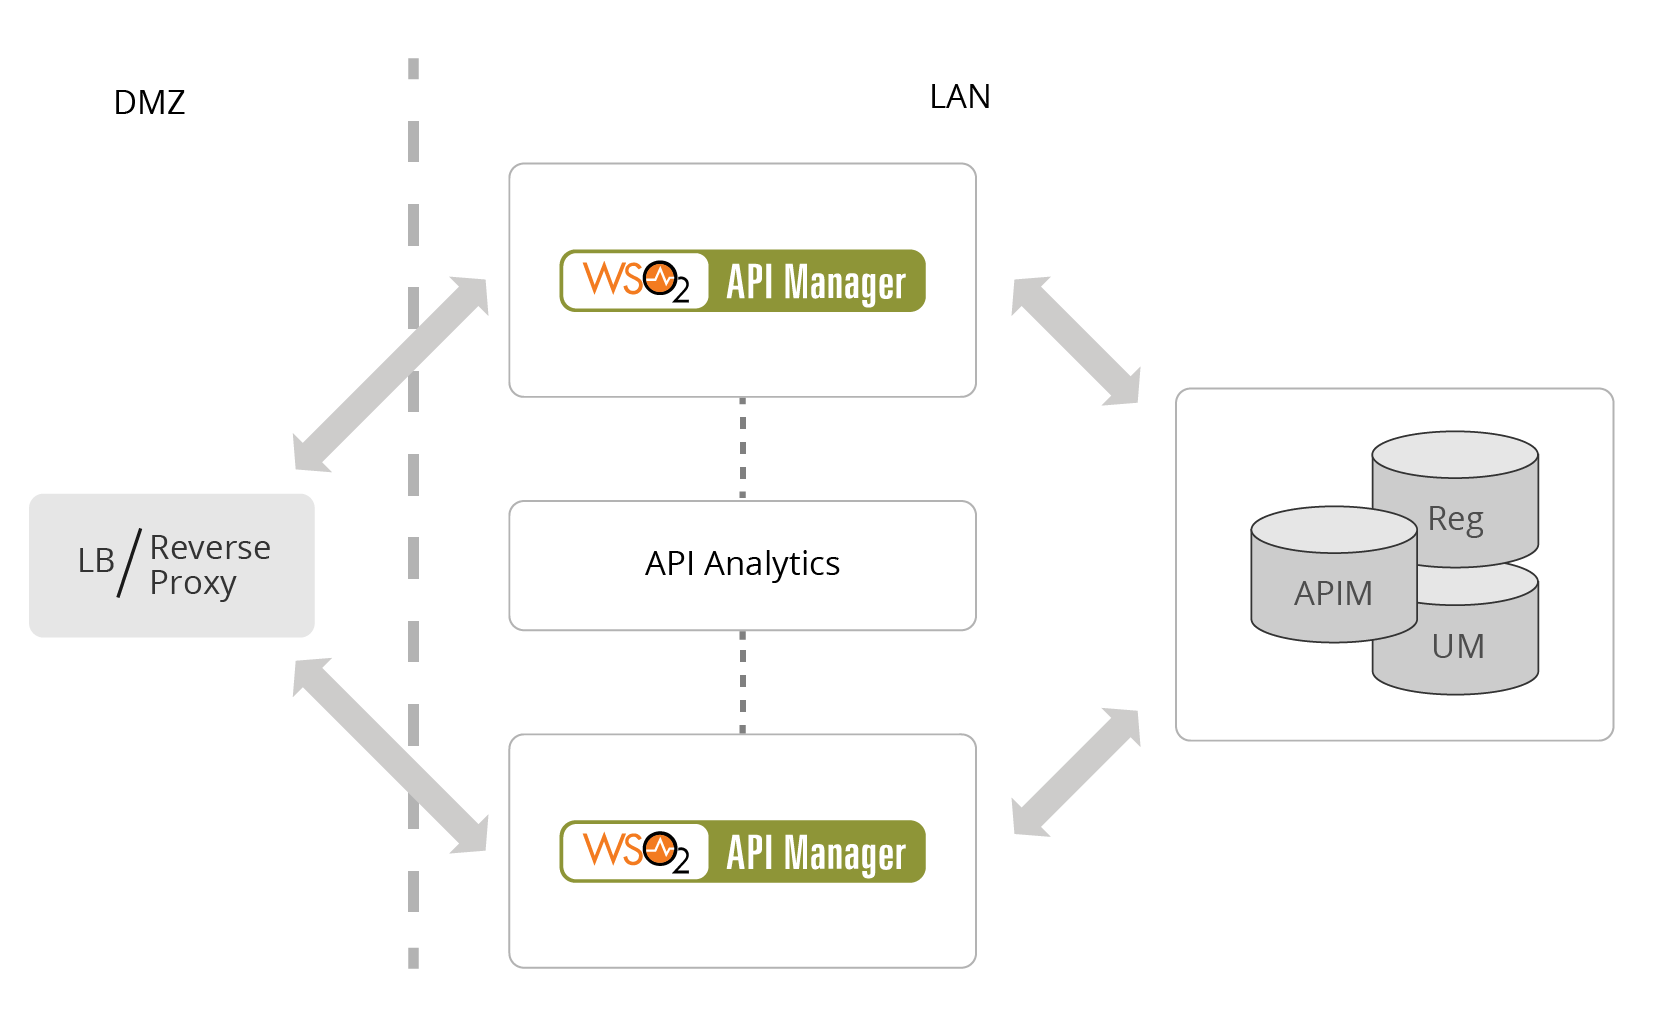 DMZ
LAN
WSO2 API Manager
LB/Reverse
Proxy
API Analytics
Reg
APIM
UM
WSO2 API Manager